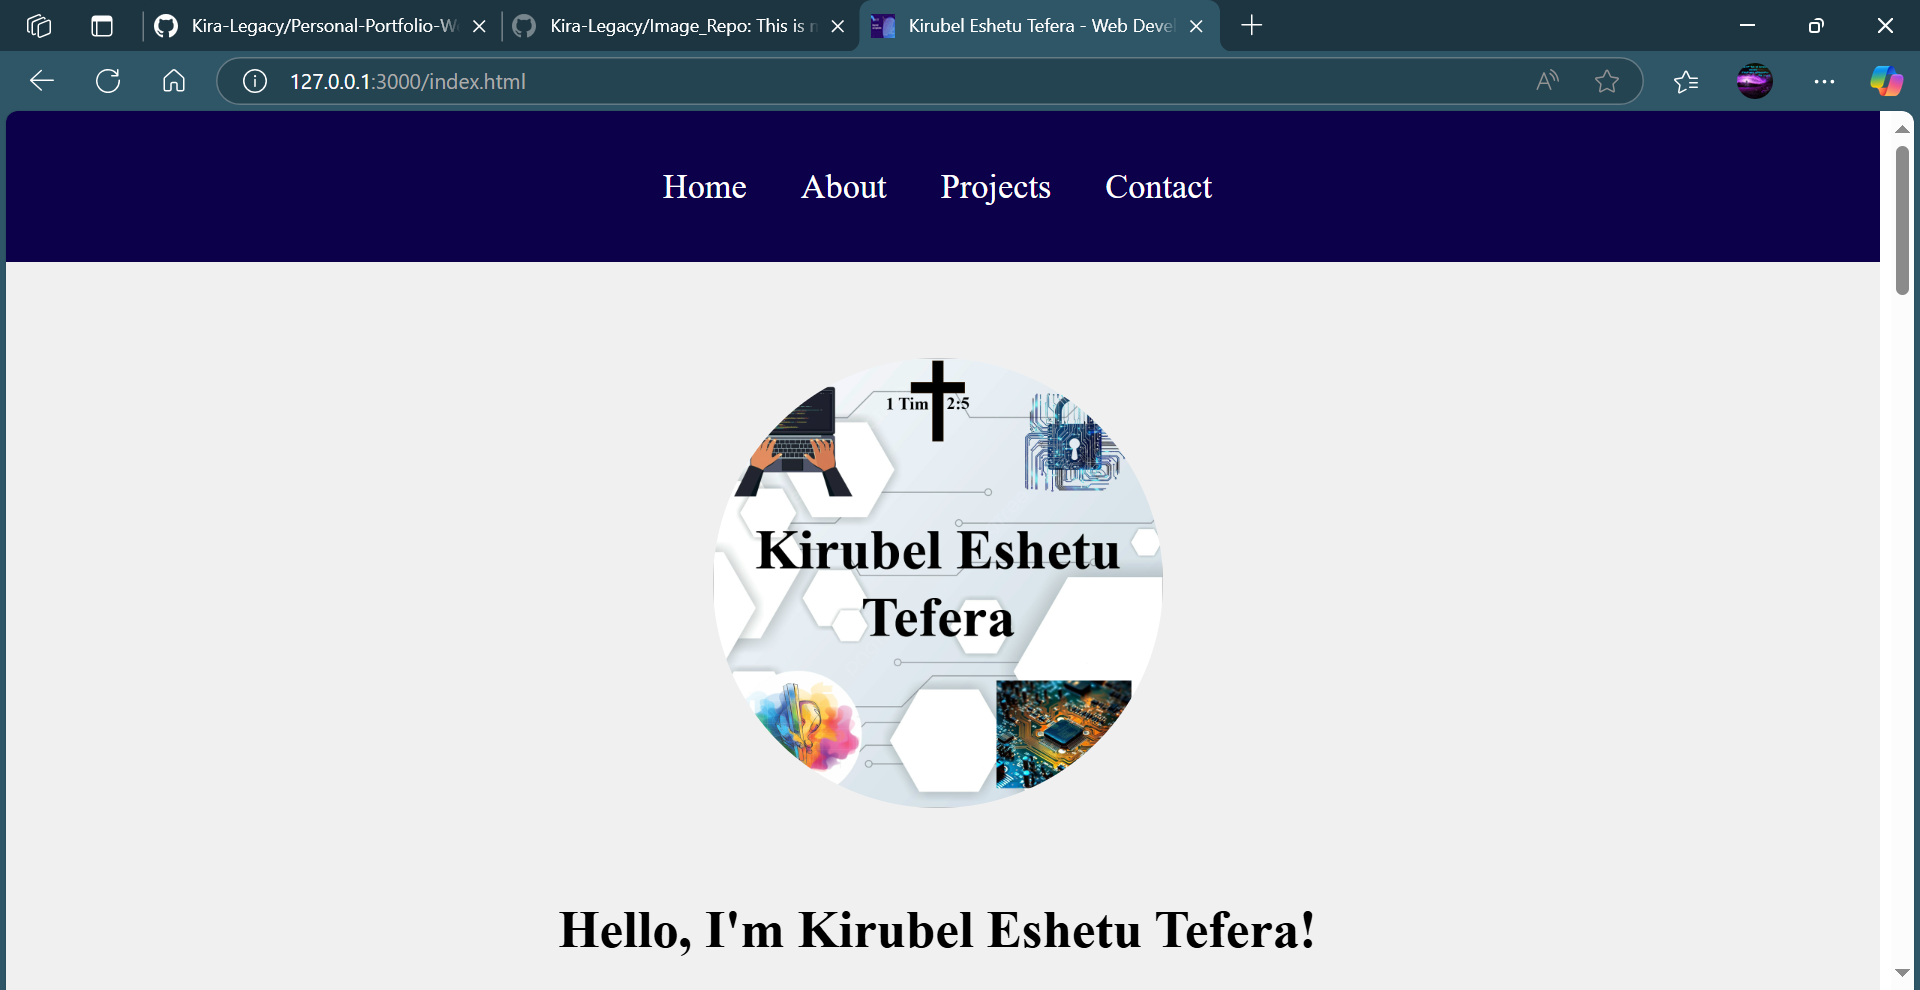 Kira-Legacy/Personal-Portfolio-W
Kira-Legacy/Image_Repo: This is
Kirubel Eshetu Tefera - Web Deve
127.0.0.1:3000/index.html
Home About Projects Contact
1 Tim 2:5
Kirubel Eshetu
Tefera
Hello, I'm Kirubel Eshetu Tefera!